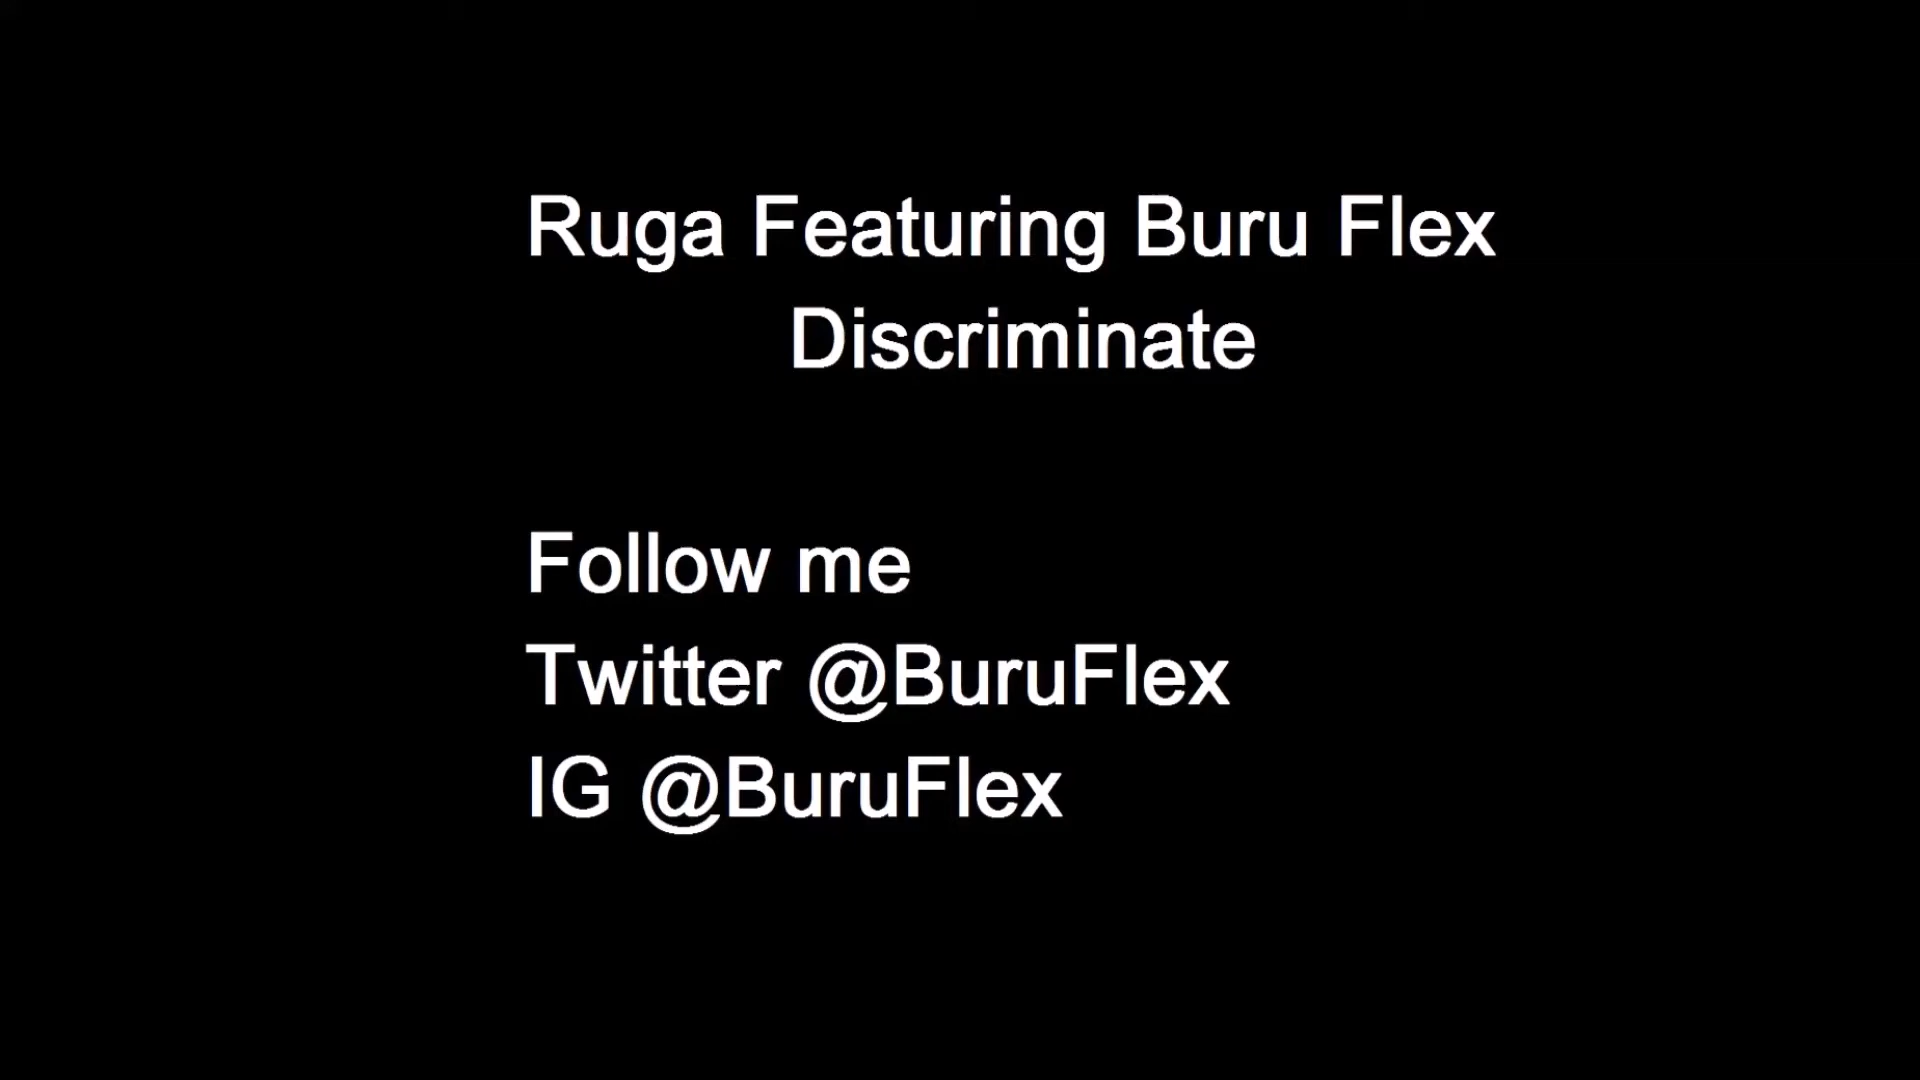 Ruga Featuring Buru Flex
Discriminate
Follow me
Twitter @BuruFlex
IG @BuruFlex